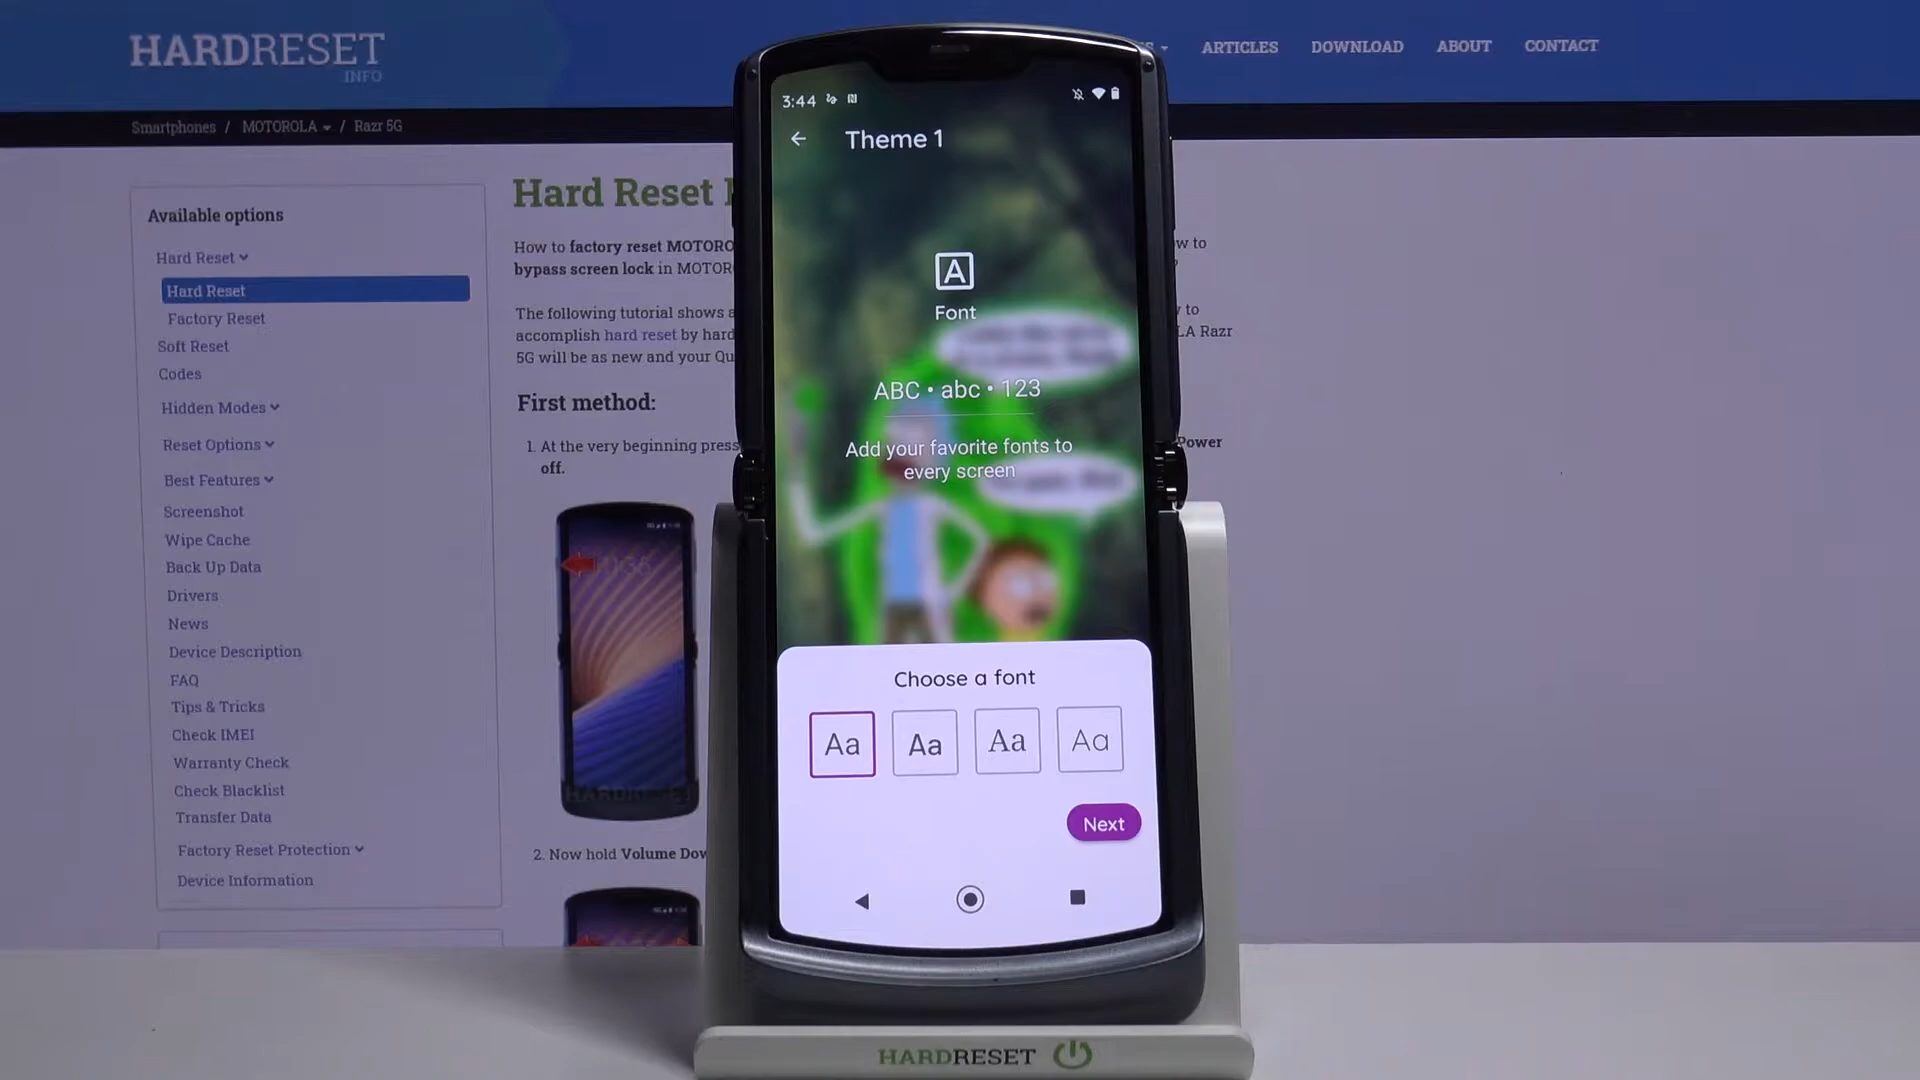 HARDRESET
INFO
ARTICLES
DOWNLOAD
ABOUT
CONTACT
Smartphones / MOTOROLA / Razr 5G
Available options
Hard Reset
Hard Reset
Factory Reset
Soft Reset
Codes
Hidden Modes
Reset Options
Best Features
Screenshot
Wipe Cache
Back Up Data
Drivers
News
Device Description
FAQ
Tips & Tricks
Check IMEI
Warranty Check
Check Blacklist
Transfer Data
Factory Reset Protection
Device Information
Hard Reset
How to factory reset
bypass screen lock in
The following tutorial shows
accomplish hard reset by
5G will be as new and your
First method:
1. At the very beginning press
off.
2. Now hold Volume
to
to
Razr
Power
3:44
Theme 1
A
Font
ABC • abc • 123
Add your favorite fonts to
every screen
Choose a font
Aa Aa Aa Aa
Next
HARDRESET